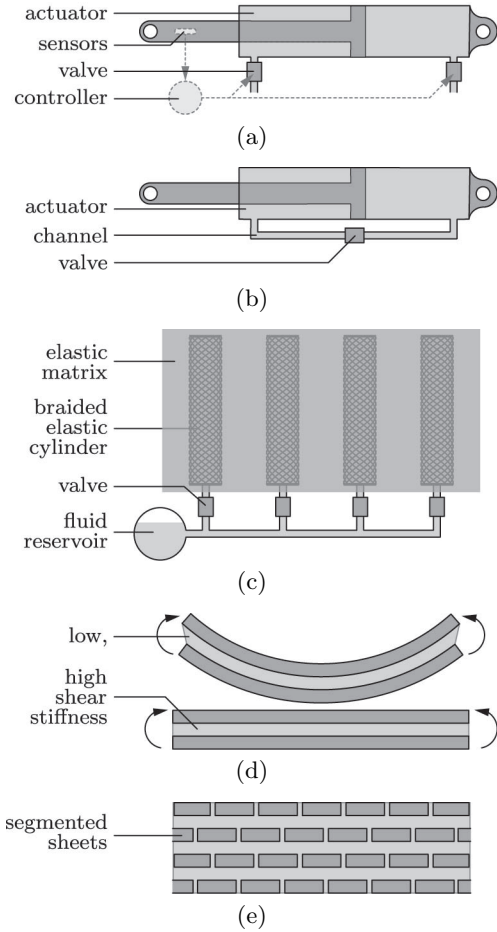 actuator
sensors
valve
controller
(a)
actuator
channel
valve
(b)
elastic
matrix
braided
elastic
cylinder
valve
fluid
reservoir
(c)
low,
high
shear
stiffness
(d)
segmented
sheets
(e)